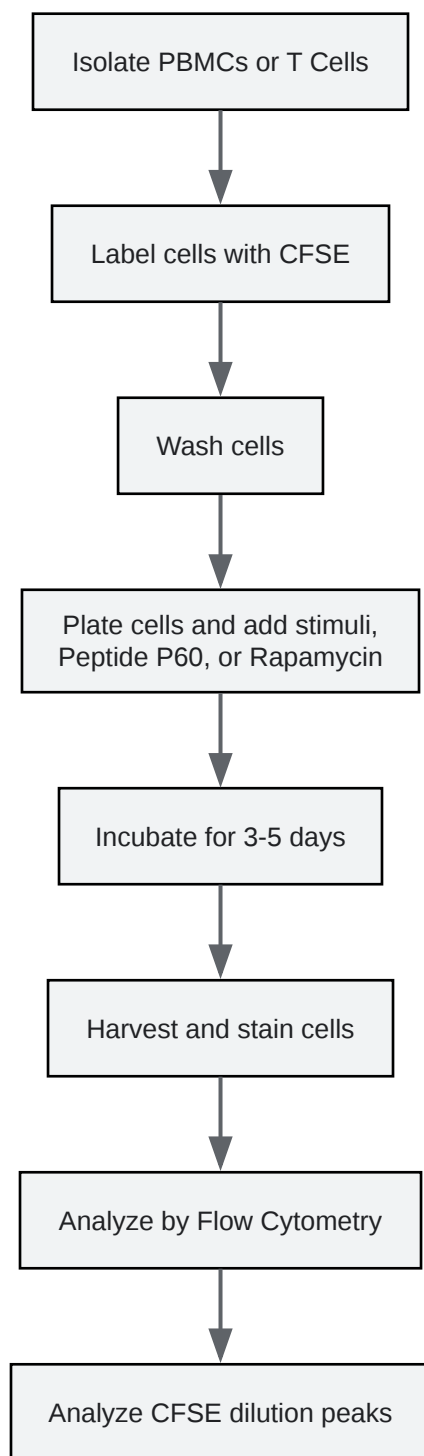 Isolate PBMCs or T Cells
Label cells with CFSE
Wash cells
Plate cells and add stimuli,
Peptide P60, or Rapamycin
Incubate for 3-5 days
Harvest and stain cells
Analyze by Flow Cytometry
Analyze CFSE dilution peaks